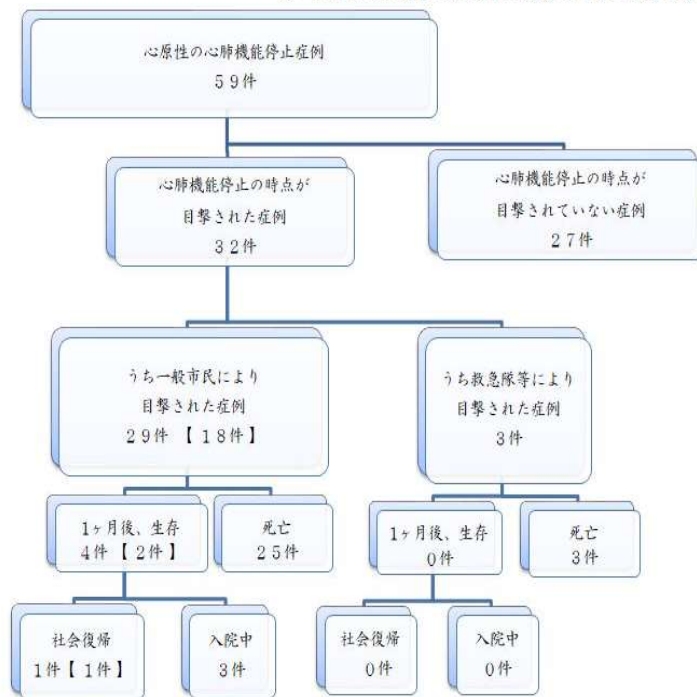 心原性の心肺機能停止症例
５９件
心肺機能停止の時点が
目撃された症例
３２件
心肺機能停止の時点が
目撃されていない症例
２７件
うち一般市民により
目撃された症例
２９件 【 １８件】
うち救急隊等により
目撃された症例
３件
1ヶ月後、生存
4件【 2件 】
死亡
２５件
1ヶ月後、生存
0件
死亡
３件
社会復帰
1件【 1件】
入院中
３件
社会復帰
0件
入院中
0件